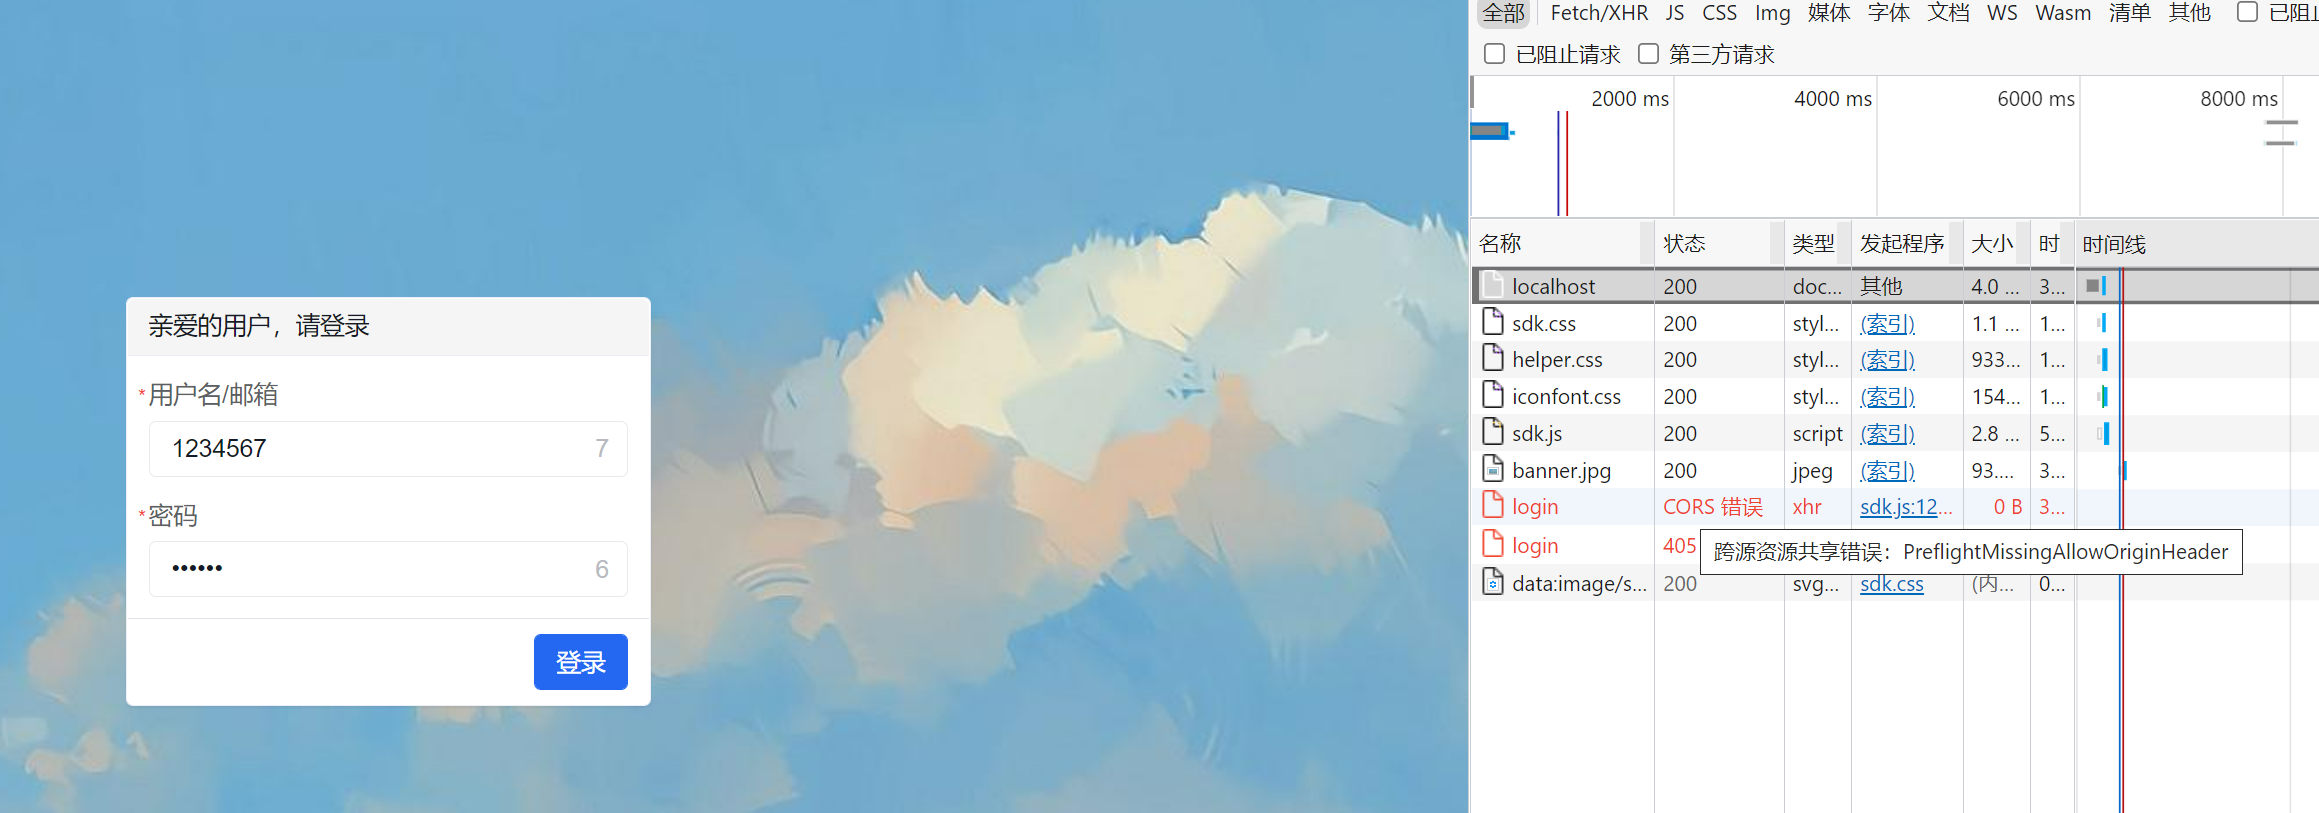 亲爱的用户，请登录
*用户名/邮箱
1234567 7
*密码
•••••• 6
登录
全部 Fetch/XHR JS CSS Img 媒体 字体 文档 WS Wasm 清单 其他
已阻止请求 第三方请求
2000 ms 4000 ms 6000 ms 8000 ms
名称 状态 类型 发起程序 大小 时 时间线
localhost 200 doc... 其他 4.0 ... 3...
sdk.css 200 styl... (索引) 1.1 ... 1...
helper.css 200 styl... (索引) 933... 1...
iconfont.css 200 styl... (索引) 154... 1...
sdk.js 200 script (索引) 2.8 ... 5...
banner.jpg 200 jpeg (索引) 93.... 3...
login CORS 错误 xhr sdk.js:12... 0 B 3...
login 405
跨源资源共享错误：PreflightMissingAllowOriginHeader
data:image/s... 200 svg... sdk.css (内... 0...